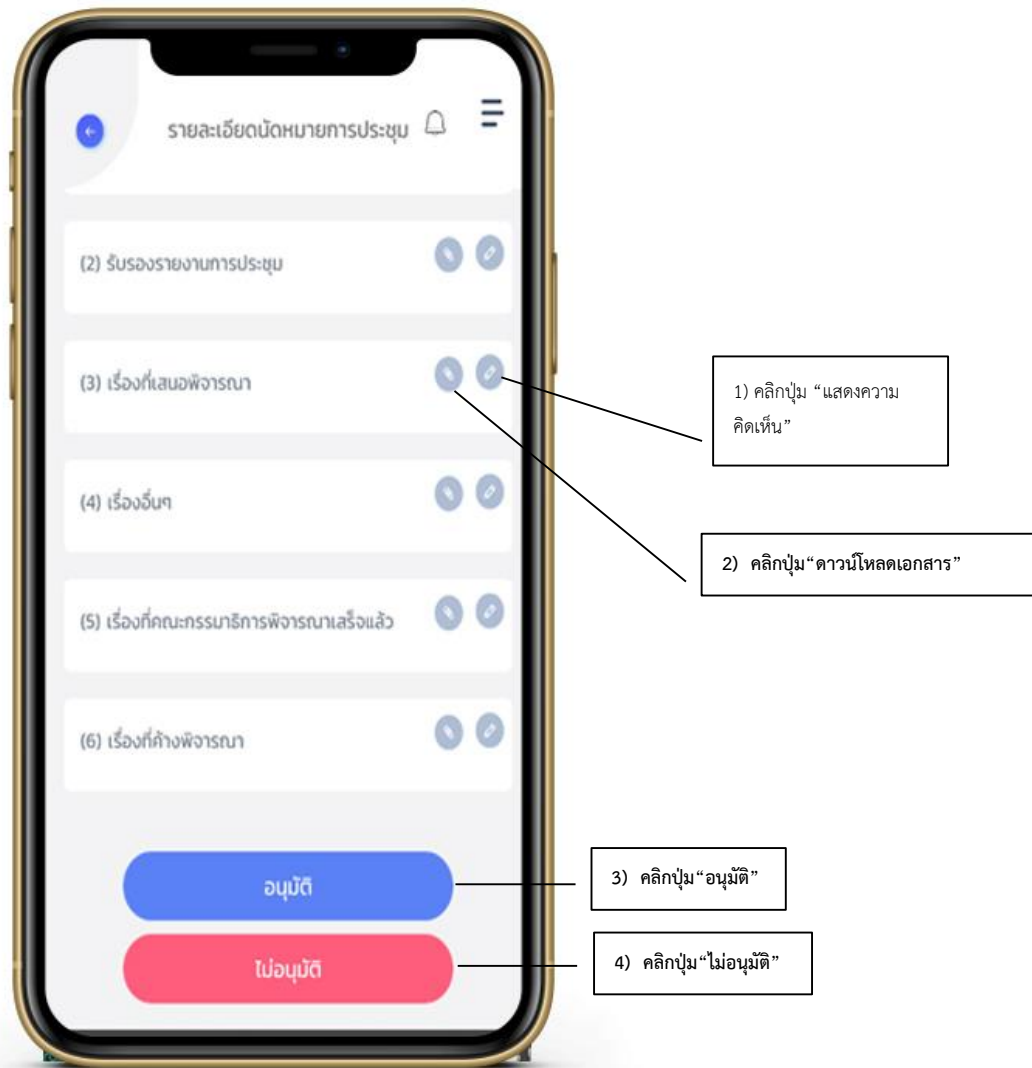 รายละเอียดนัดหมายการประชุม
(2) รับรองรายงานการประชุม
(3) เรื่องที่เสนอพิจารณา
1) คลิกปุ่ม “แสดงความ
คิดเห็น”
(4) เรื่องอื่นๆ
2) คลิกปุ่ม“ดาวน์โหลดเอกสาร”
(5) เรื่องที่คณะกรรมาธิการพิจารณาเสร็จแล้ว
(6) เรื่องที่ค้างพิจารณา
อนุมัติ
3) คลิกปุ่ม“อนุมัติ”
ไม่อนุมัติ
4) คลิกปุ่ม“ไม่อนุมัติ”